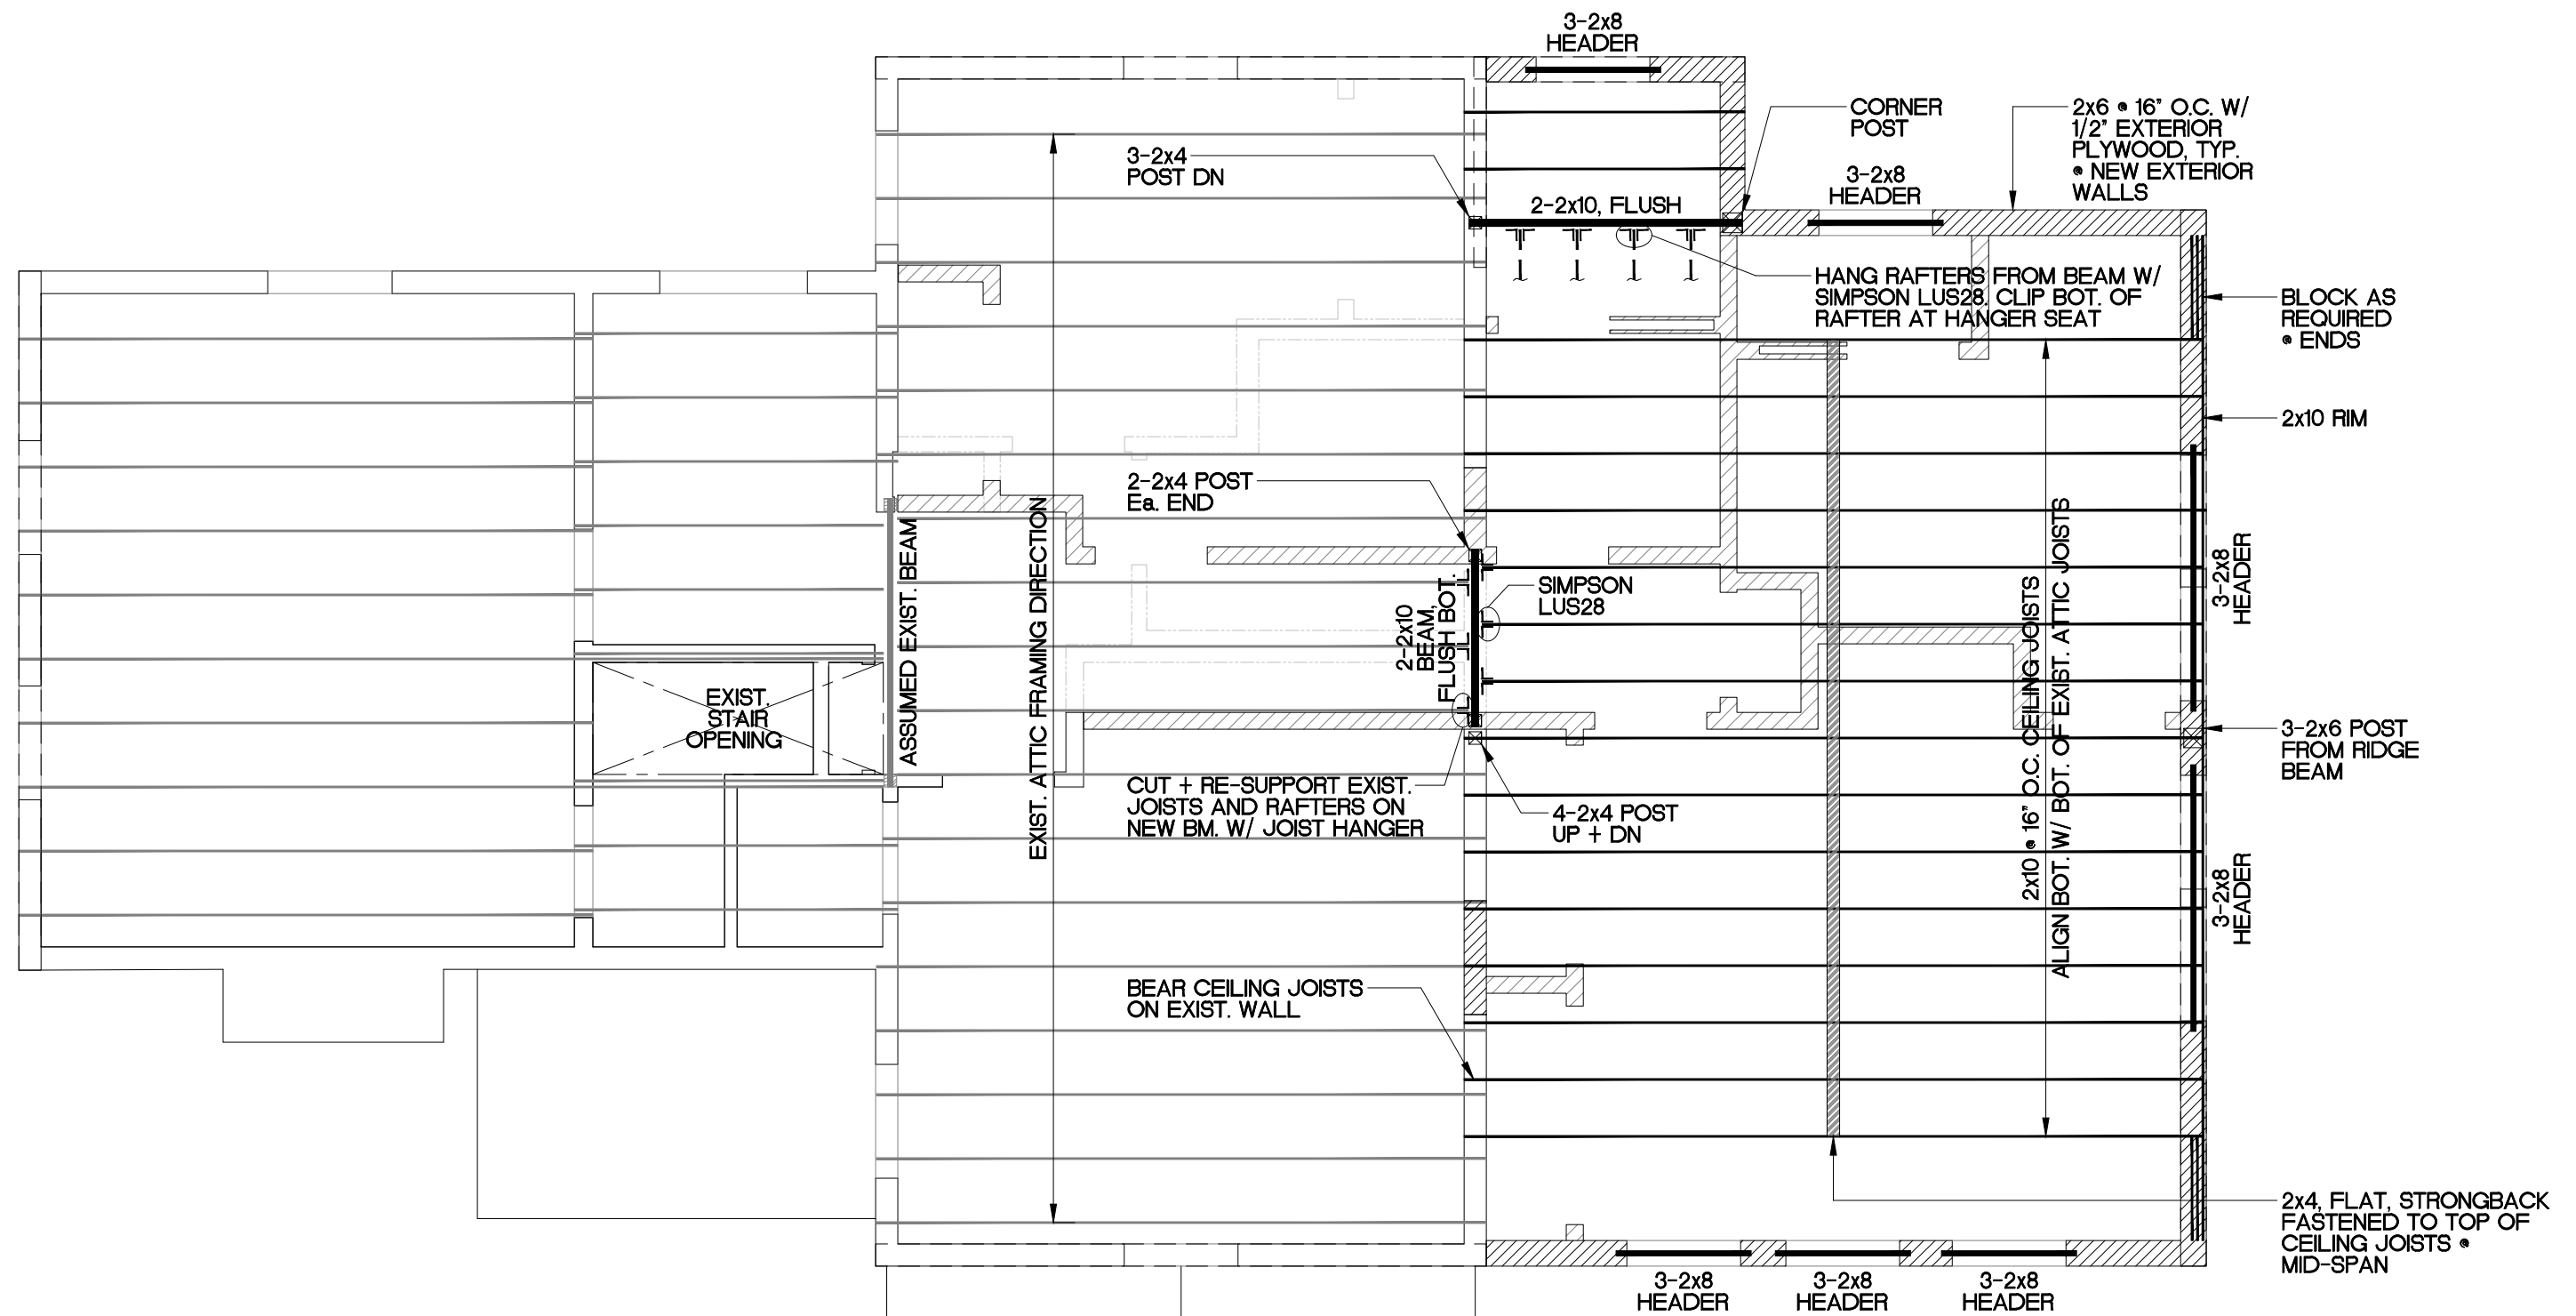 3-2x8
HEADER
CORNER
POST
2x6 @ 16" O.C. W/
1/2" EXTERIOR
PLYWOOD, TYP.
@ NEW EXTERIOR
WALLS
3-2x4
POST DN
3-2x8
HEADER
2-2x10, FLUSH
HANG RAFTERS FROM BEAM W/
SIMPSON LUS28. CLIP BOT. OF
RAFTER AT HANGER SEAT
BLOCK AS
REQUIRED
@ ENDS
2x10 RIM
2-2x4 POST
Ea. END
ASSUMED EXIST. BEAM
EXIST. ATTIC FRAMING DIRECTION
2-2x10
BEAM,
FLUSH BOT.
SIMPSON
LUS28
2x10 @ 16" O.C. CEILING JOISTS
ALIGN BOT. W/ BOT. OF EXIST. ATTIC JOISTS
3-2x8
HEADER
EXIST.
STAIR
OPENING
3-2x6 POST
FROM RIDGE
BEAM
CUT + RE-SUPPORT EXIST.
JOISTS AND RAFTERS ON
NEW BM. W/ JOIST HANGER
4-2x4 POST
UP + DN
3-2x8
HEADER
BEAR CEILING JOISTS
ON EXIST. WALL
2x4, FLAT, STRONGBACK
FASTENED TO TOP OF
CEILING JOISTS @
MID-SPAN
3-2x8
HEADER
3-2x8
HEADER
3-2x8
HEADER